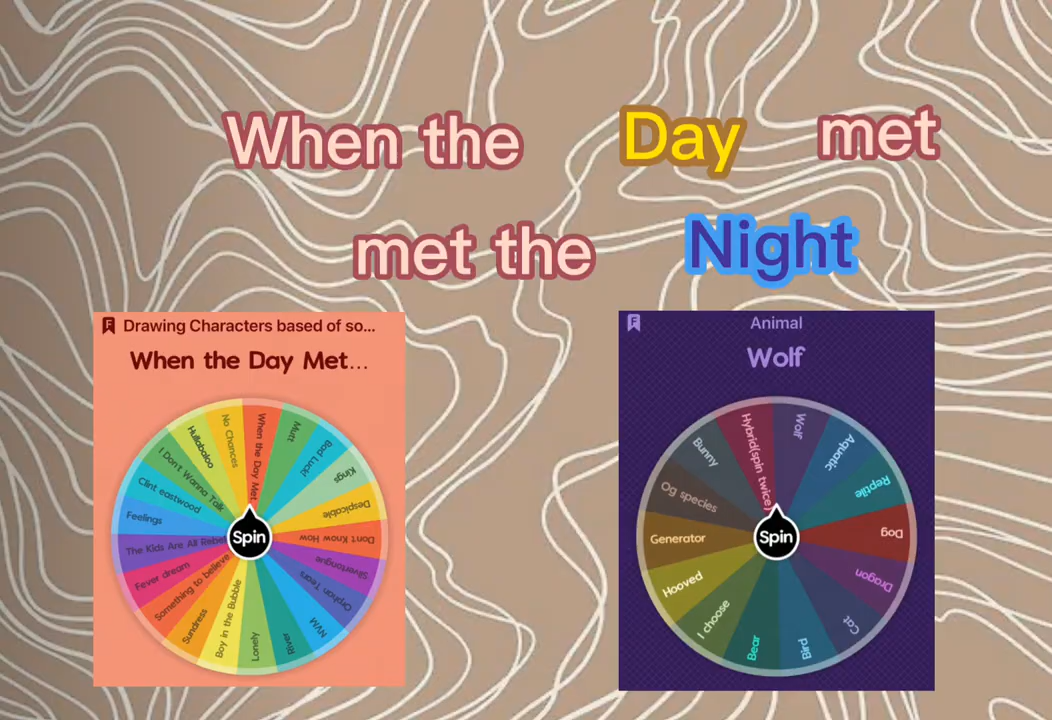 When the Day met
met the Night
Drawing Characters based of so...
When the Day Met...
No Chances
When the Day Met
Mutt
Bad Luck!
Kings
Despicable
Don't Know How
Silvertongue
Orphan Tears
NVM
River
Lonely
Boy in the Bubble
Sundress
Something to believe
Fever dream
The Kids Are All Rebe
Feelings
Clint eastwood
I Don't Wanna Talk
Hullabaloo
Spin
Animal
Wolf
Hybrid(spin twice)
Wolf
Aquatic
Reptile
Dog
Dragon
Cat
Bird
Bear
I choose
Hooved
Generator
Og species
Bunny
Spin